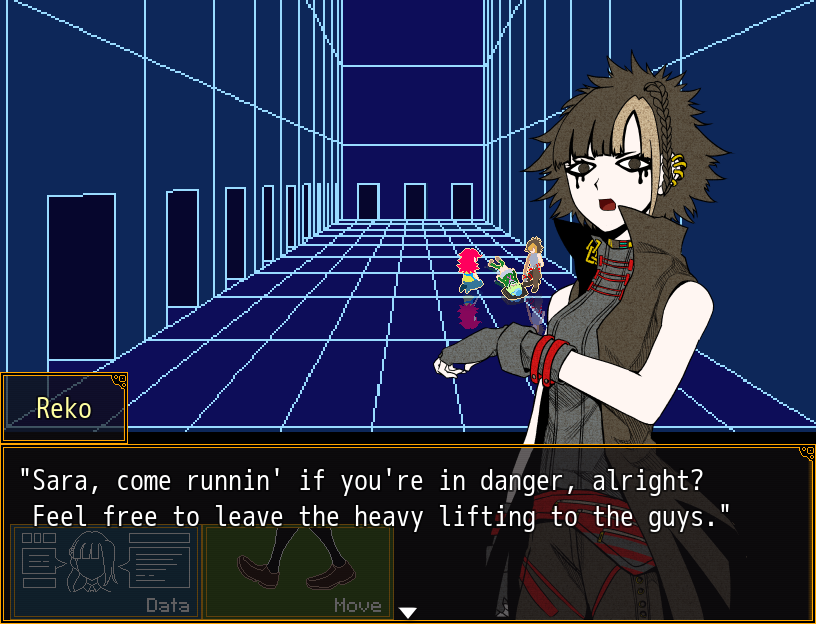 Reko
"Sara, come runnin' if you're in danger, alright?
Feel free to leave the heavy lifting to the guys."
Data
Move